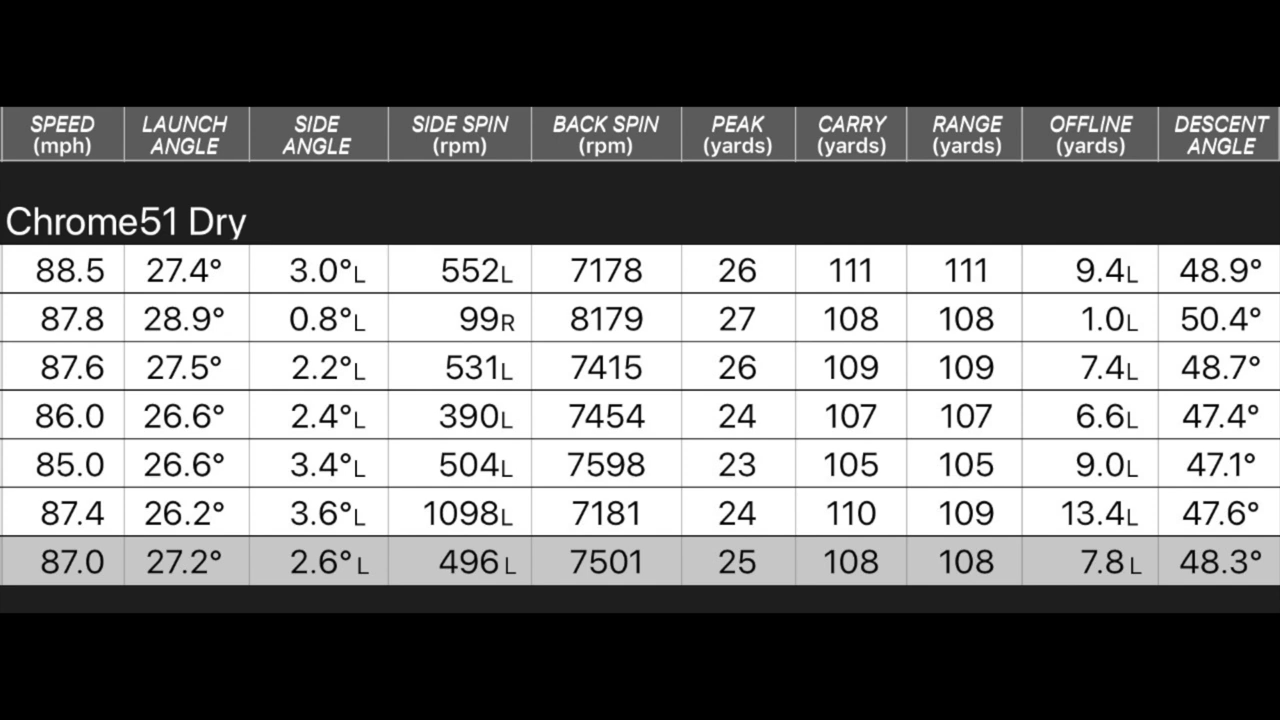 SPEED (mph) LAUNCH ANGLE SIDE ANGLE SIDE SPIN (rpm) BACK SPIN (rpm) PEAK (yards) CARRY (yards) RANGE (yards) OFFLINE (yards) DESCENT ANGLE
Chrome51 Dry
88.5 27.4° 3.0°L 552L 7178 26 111 111 9.4L 48.9°
87.8 28.9° 0.8°L 99R 8179 27 108 108 1.0L 50.4°
87.6 27.5° 2.2°L 531L 7415 26 109 109 7.4L 48.7°
86.0 26.6° 2.4°L 390L 7454 24 107 107 6.6L 47.4°
85.0 26.6° 3.4°L 504L 7598 23 105 105 9.0L 47.1°
87.4 26.2° 3.6°L 1098L 7181 24 110 109 13.4L 47.6°
87.0 27.2° 2.6° L 496 L 7501 25 108 108 7.8 L 48.3°